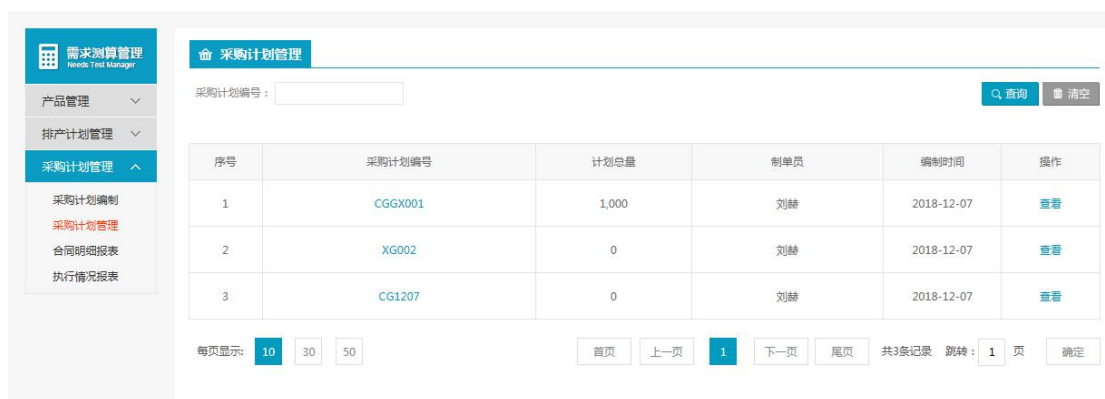 需求测算管理
Needs Test Manager
产品管理
排产计划管理
采购计划管理
采购计划编制
采购计划管理
合同明细报表
执行情况报表
采购计划管理
采购计划编号：
查询 清空
序号 采购计划编号 计划总量 制单员 编制时间 操作
1 CGGX001 1,000 刘赫 2018-12-07 查看
2 XG002 0 刘赫 2018-12-07 查看
3 CG1207 0 刘赫 2018-12-07 查看
每页显示: 10 30 50 首页 上一页 1 下一页 尾页 共3条记录 跳转： 1 页 确定